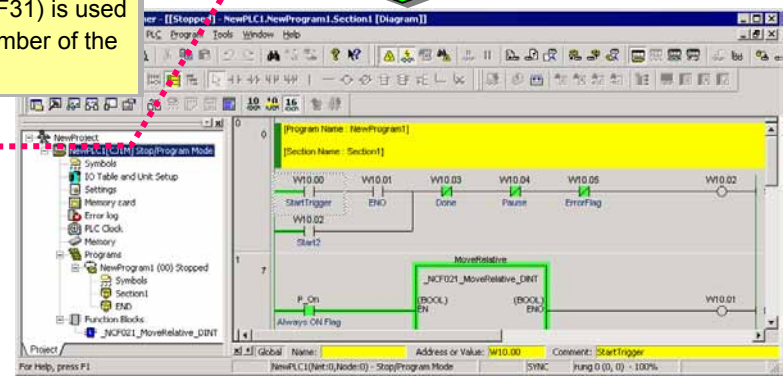 F31) is used
mber of the
ner - [[Stopped] - NewPLC1.NewProgram1.Section1 [Diagram]]
PLC Program Tools Window Help
NewProject
NewPLC1[CJ1M] Stop/Program Mode
Symbols
IO Table and Unit Setup
Settings
Memory card
Error log
PLC Clock
Memory
Programs
NewProgram1 (00) Stopped
Symbols
Section1
END
Function Blocks
_NCF021_MoveRelative_DINT
Project
0 0 [Program Name : NewProgram1]
[Section Name : Section1]
W10.00 W10.01 W10.03 W10.04 W10.05 W10.02
StartTrigger ENO Done Pause ErrorFlag
W10.02
Start2
1 7 MoveRelative
_NCF021_MoveRelative_DINT
P_On (BOOL) (BOOL) W10.01
EN ENO
Always ON Flag
Global Name: Address or Value: W10.00 Comment: StartTrigger
For Help, press F1 NewPLC1(Net:0,Node:0) - Stop/Program Mode SYNC rung 0 (0, 0) - 100%